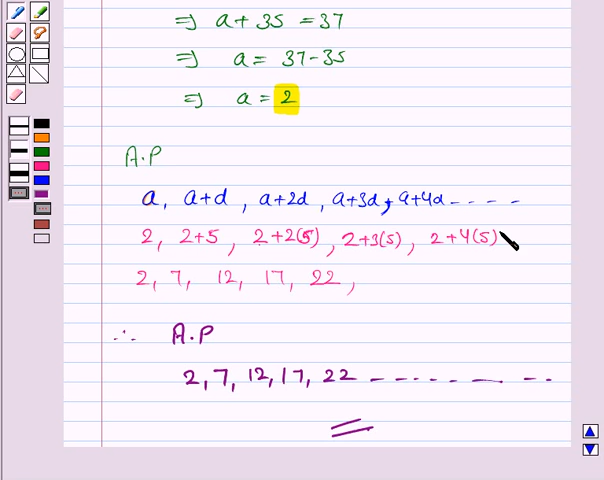 ⇒ a + 35 = 37
⇒ a = 37-35
⇒ a = 2
A.P
a, a+d, a+2d, a+3d, a+4d -----
2, 2+5, 2+2(5), 2+3(5), 2+4(5)
2, 7, 12, 17, 22,
∴ A.P
2, 7, 12, 17, 22 ---------